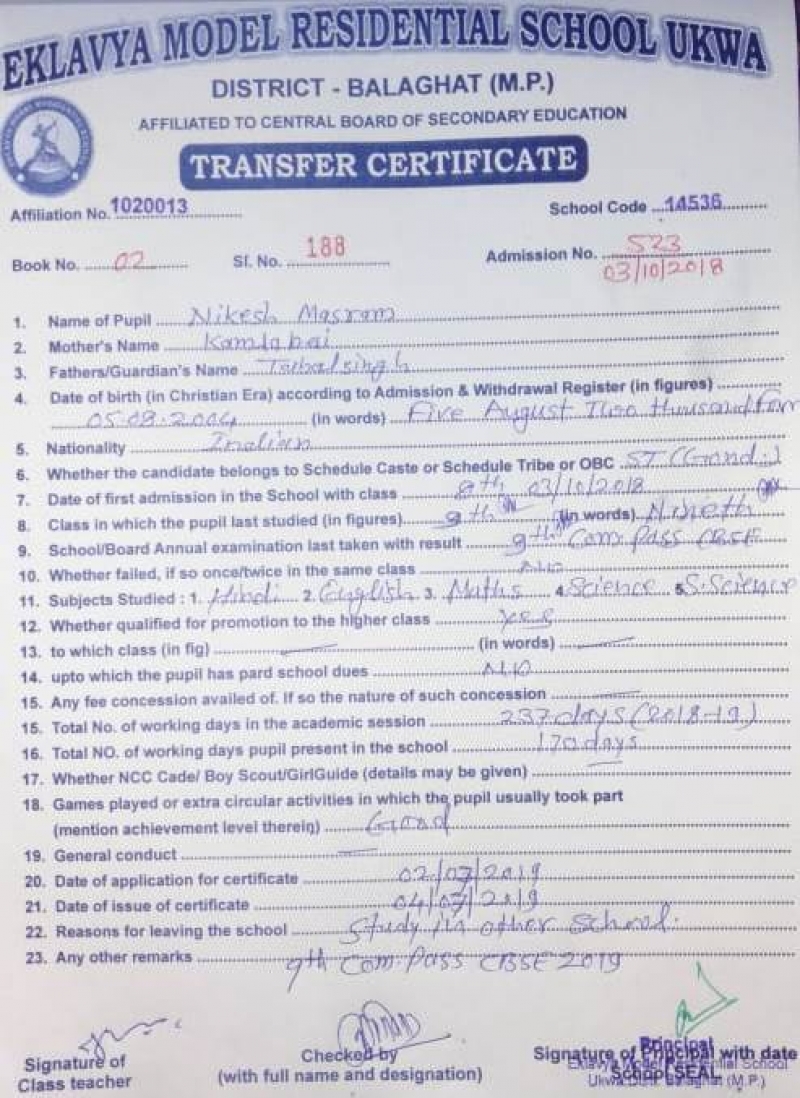 EKLAVYA MODEL RESIDENTIAL SCHOOL UKWA
DISTRICT - BALAGHAT (M.P.)
AFFILIATED TO CENTRAL BOARD OF SECONDARY EDUCATION
TRANSFER CERTIFICATE
Affiliation No. 1020013 School Code 14536
Book No. 02 Sl. No. 188 Admission No. 523
03/10/2018
1. Name of Pupil Nikesh Masram
2. Mother's Name Kamlabai
3. Fathers/Guardian's Name
4. Date of birth (in Christian Era) according to Admission & Withdrawal Register (in figures)
05.08.2004 (in words) Five August Two
5. Nationality Indian
6. Whether the candidate belongs to Schedule Caste or Schedule Tribe or OBC ST (Gond.)
7. Date of first admission in the School with class 8th 03/10/2018
8. Class in which the pupil last studied (in figures) 9th (in words)
9. School/Board Annual examination last taken with result 9th Com. Pass CBSE
10. Whether failed, if so once/twice in the same class No
11. Subjects Studied : 1. Hindi 2. English 3. Maths 4. Science 5. S.Science
12. Whether qualified for promotion to the higher class Yes
13. to which class (in fig) (in words)
14. upto which the pupil has pard school dues
15. Any fee concession availed of. If so the nature of such concession
15. Total No. of working days in the academic session 237 days (2018-19)
16. Total NO. of working days pupil present in the school 170 days
17. Whether NCC Cade/ Boy Scout/GirlGuide (details may be given)
18. Games played or extra circular activities in which the pupil usually took part
(mention achievement level therein) Good
19. General conduct
20. Date of application for certificate 02/07/2019
21. Date of issue of certificate 04/07/2019
22. Reasons for leaving the school Study in other School.
23. Any other remarks 9th Com. Pass CBSE 2019
Signature of Checked by Signature of Principal with date
Class teacher (with full name and designation) School SEAL
Principal
Ukwa Distt. Balaghat (M.P.)